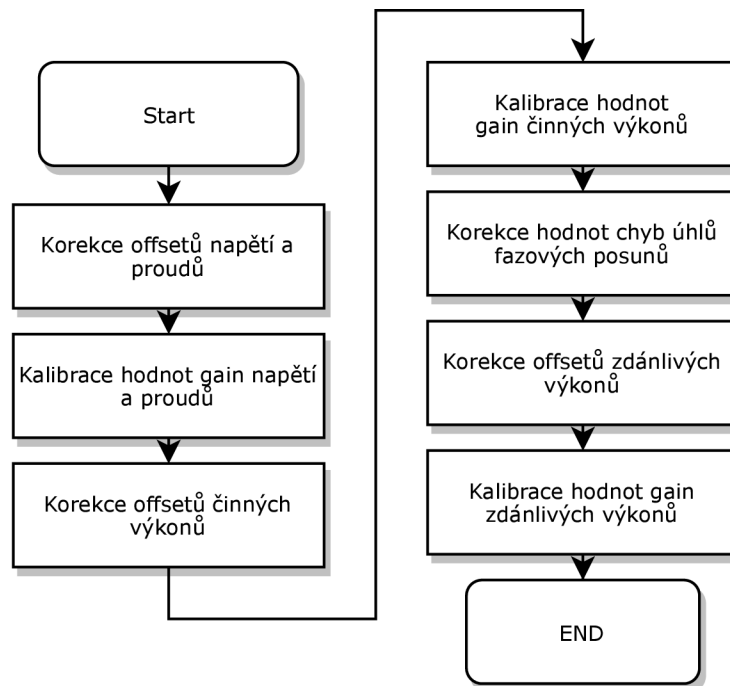 Start
Korekce offsetů napětí a
proudů
Kalibrace hodnot gain napětí
a proudů
Korekce offsetů činných
výkonů
Kalibrace hodnot
gain činných výkonů
Korekce hodnot chyb úhlů
fazových posunů
Korekce offsetů zdánlivých
výkonů
Kalibrace hodnot gain
zdánlivých výkonů
END